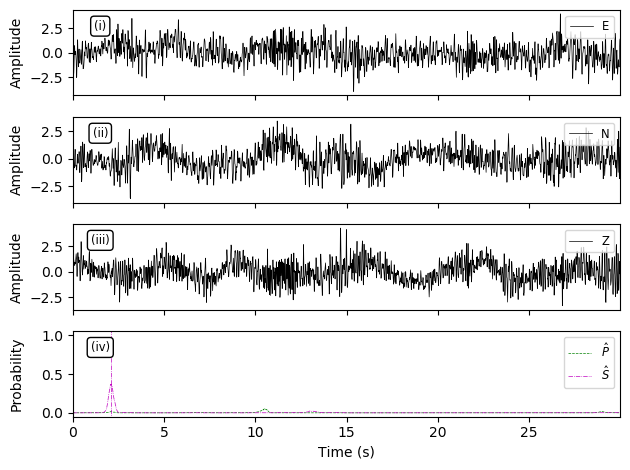 (i)
E
Amplitude
2.5
0.0
−2.5
(ii)
N
Amplitude
2.5
0.0
−2.5
(iii)
Z
Amplitude
2.5
0.0
−2.5
(iv)
P̂
Ŝ
Probability
1.0
0.5
0.0
0 5 10 15 20 25
Time (s)